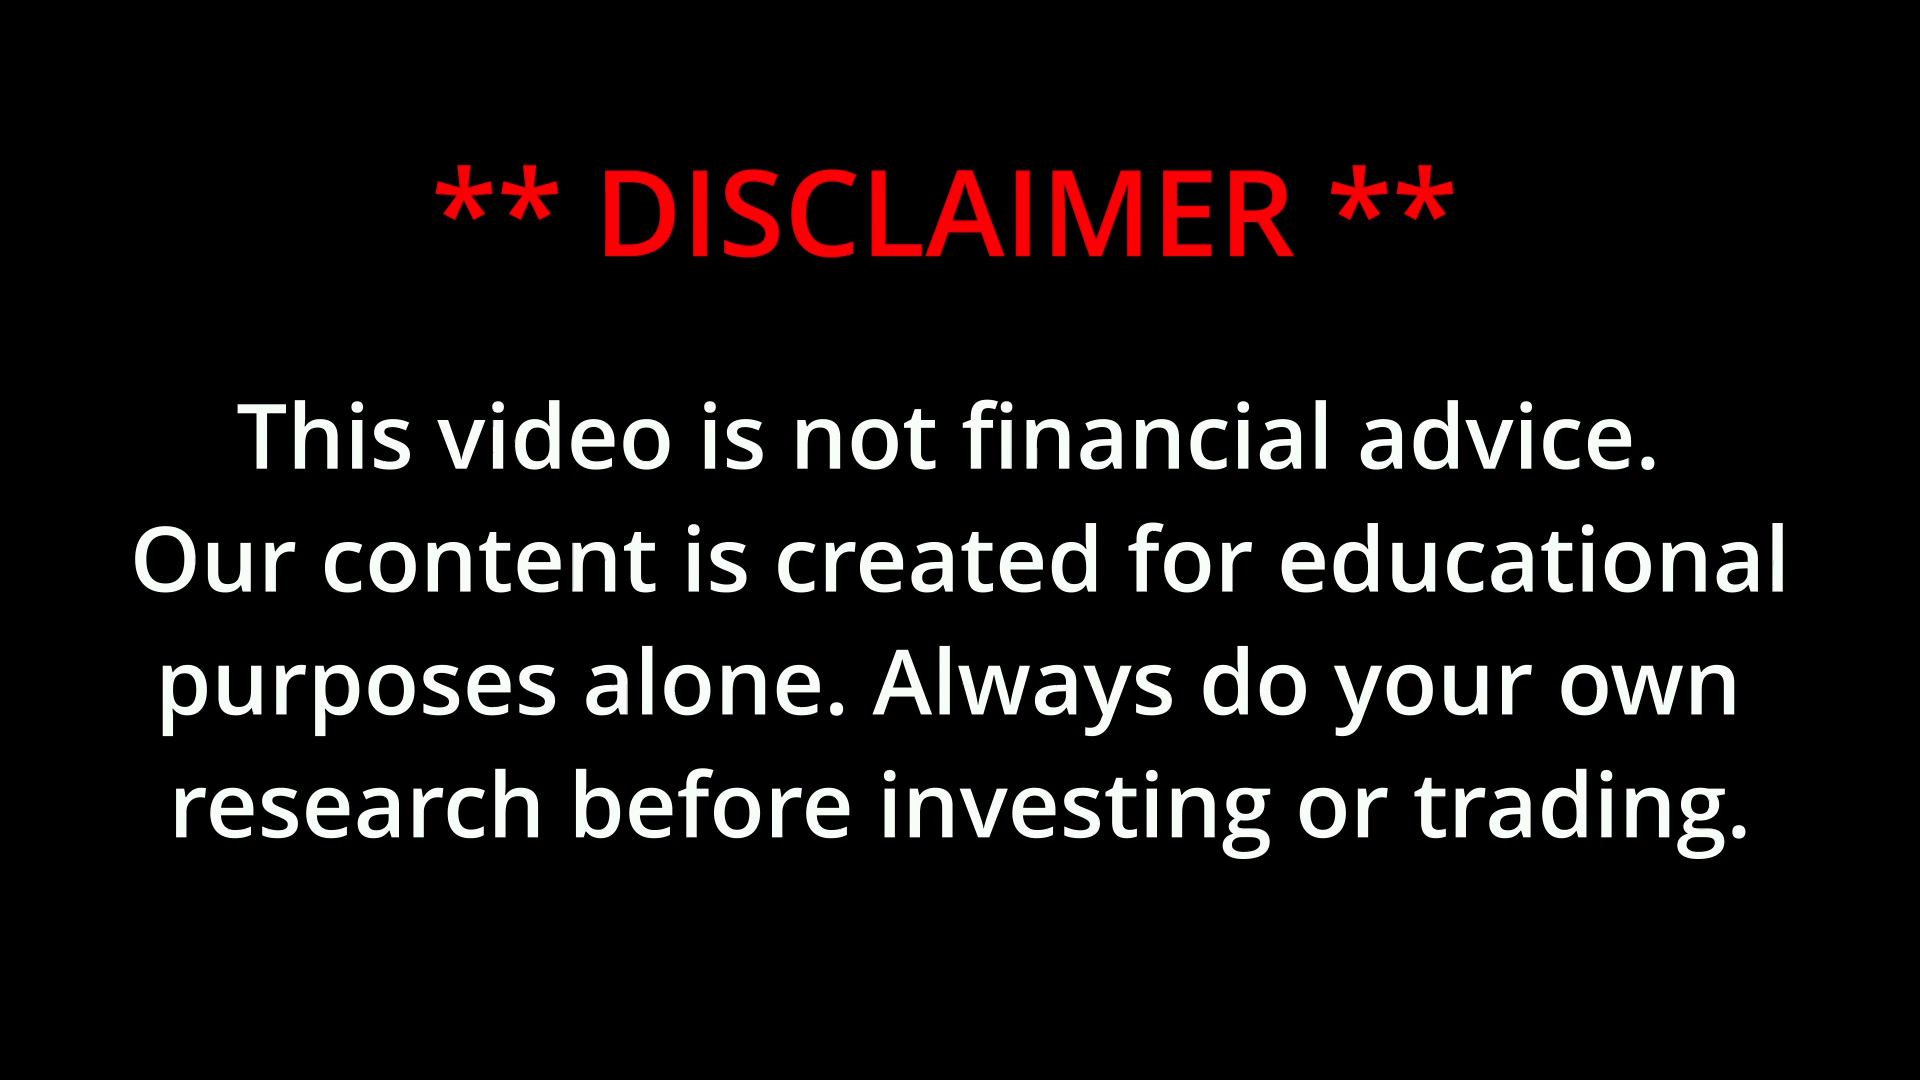 ** DISCLAIMER **
This video is not financial advice.
Our content is created for educational
purposes alone. Always do your own
research before investing or trading.